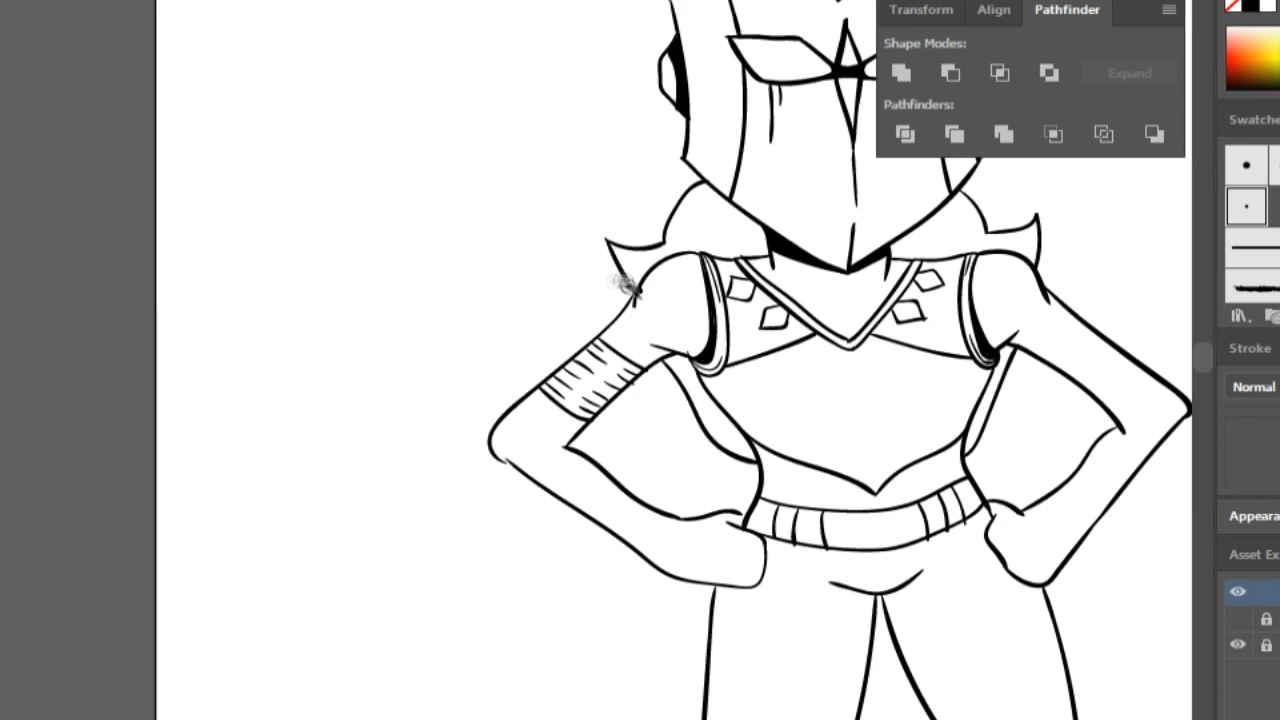 Transform Align Pathfinder
Shape Modes:
Expand
Pathfinders:
Swatche
Stroke
Normal
Appeara
Asset Ex